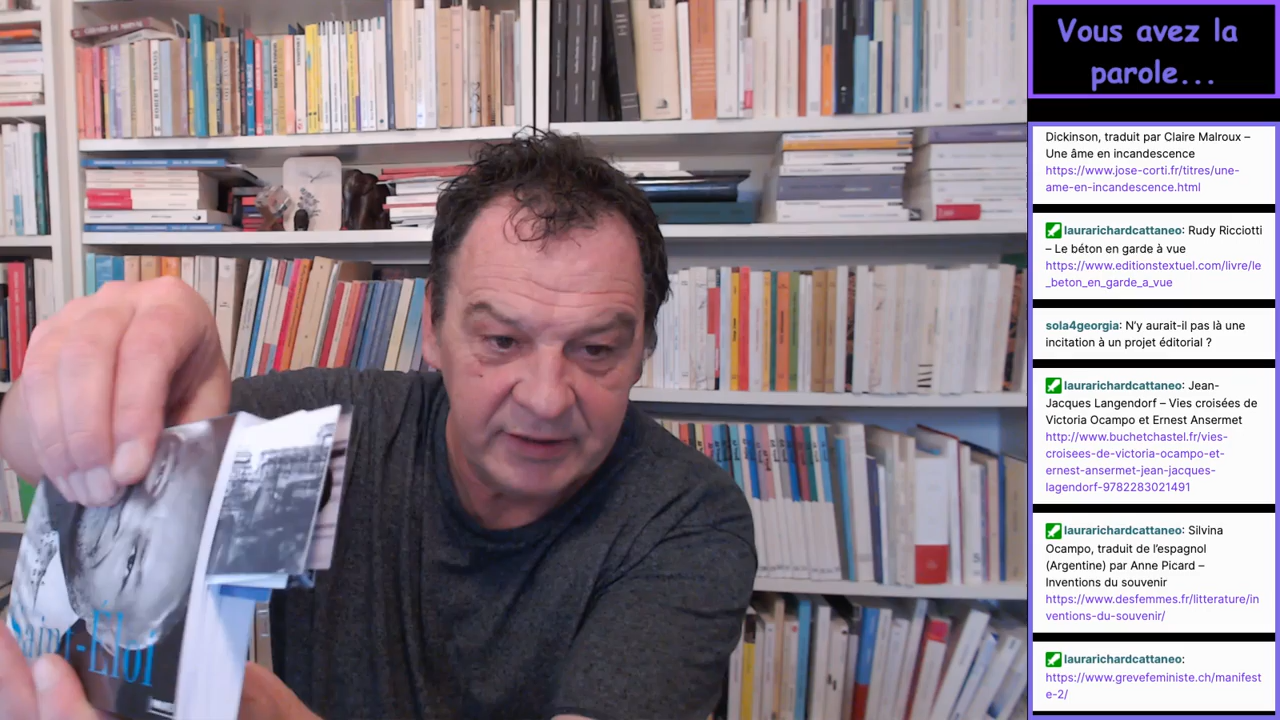 Vous avez la
parole...
Dickinson, traduit par Claire Malroux –
Une âme en incandescence
https://www.jose-corti.fr/titres/une-
ame-en-incandescence.html
laurarichardcattaneo: Rudy Ricciotti
– Le béton en garde à vue
https://www.editionstextuel.com/livre/le
_beton_en_garde_a_vue
sola4georgia: N'y aurait-il pas là une
incitation à un projet éditorial ?
laurarichardcattaneo: Jean-
Jacques Langendorf – Vies croisées de
Victoria Ocampo et Ernest Ansermet
http://www.buchetchastel.fr/vies-
croisees-de-victoria-ocampo-et-
ernest-ansermet-jean-jacques-
lagendorf-9782283021491
laurarichardcattaneo: Silvina
Ocampo, traduit de l'espagnol
(Argentine) par Anne Picard –
Inventions du souvenir
https://www.desfemmes.fr/litterature/in
ventions-du-souvenir/
laurarichardcattaneo:
https://www.grevefeministe.ch/manifest
e-2/
aint-Éloi